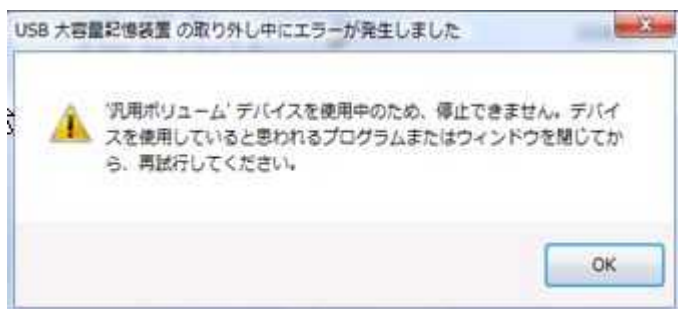 USB 大容量記憶装置 の取り外し中にエラーが発生しました
'汎用ボリューム' デバイスを使用中のため、停止できません。デバイ
スを使用していると思われるプログラムまたはウィンドウを閉じてか
ら、再試行してください。
OK